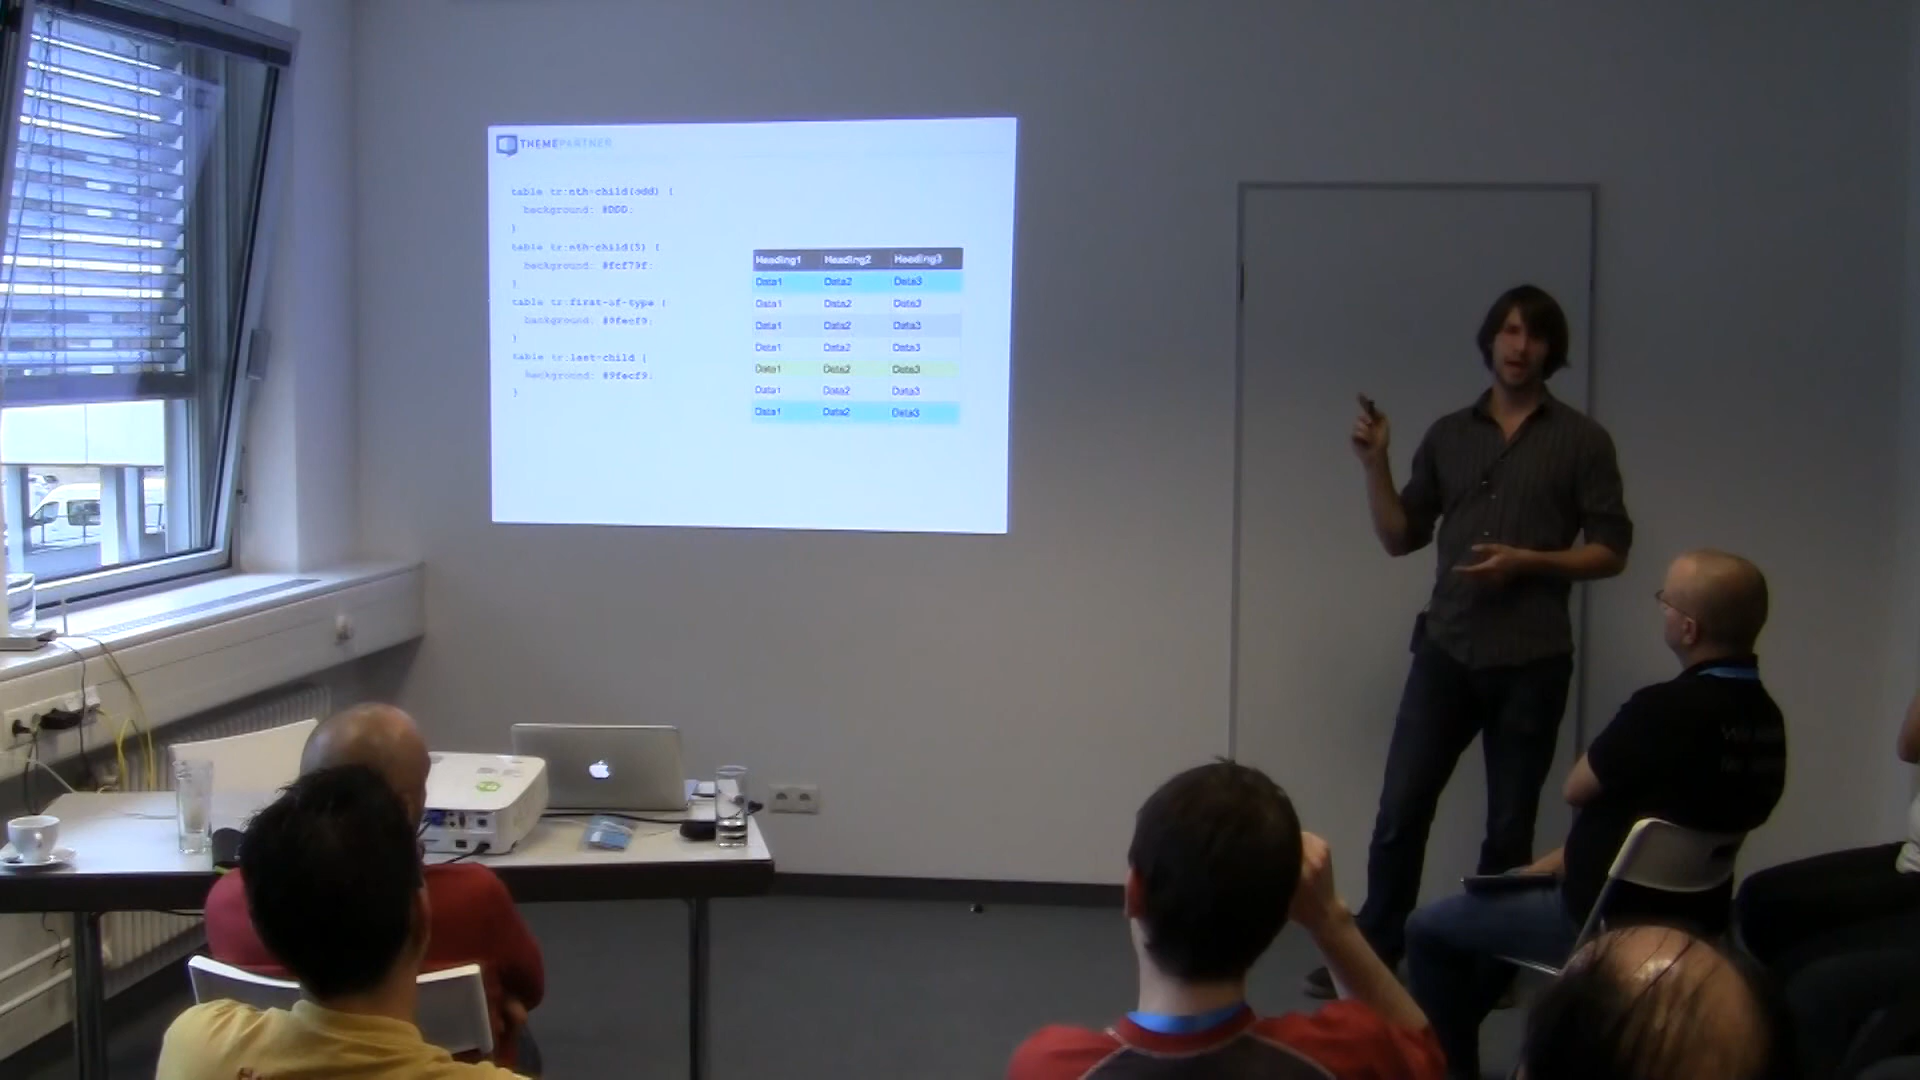 THEMEPARTNER
table tr:nth-child(odd) {
background: #DDD;
}
table tr:nth-child(5) {
background: #fcf79f;
}
table tr:first-of-type {
background: #9fecf9;
}
table tr:last-child {
background: #9fecf9;
}
Heading1 Heading2 Heading3
Data1 Data2 Data3
Data1 Data2 Data3
Data1 Data2 Data3
Data1 Data2 Data3
Data1 Data2 Data3
Data1 Data2 Data3
Data1 Data2 Data3